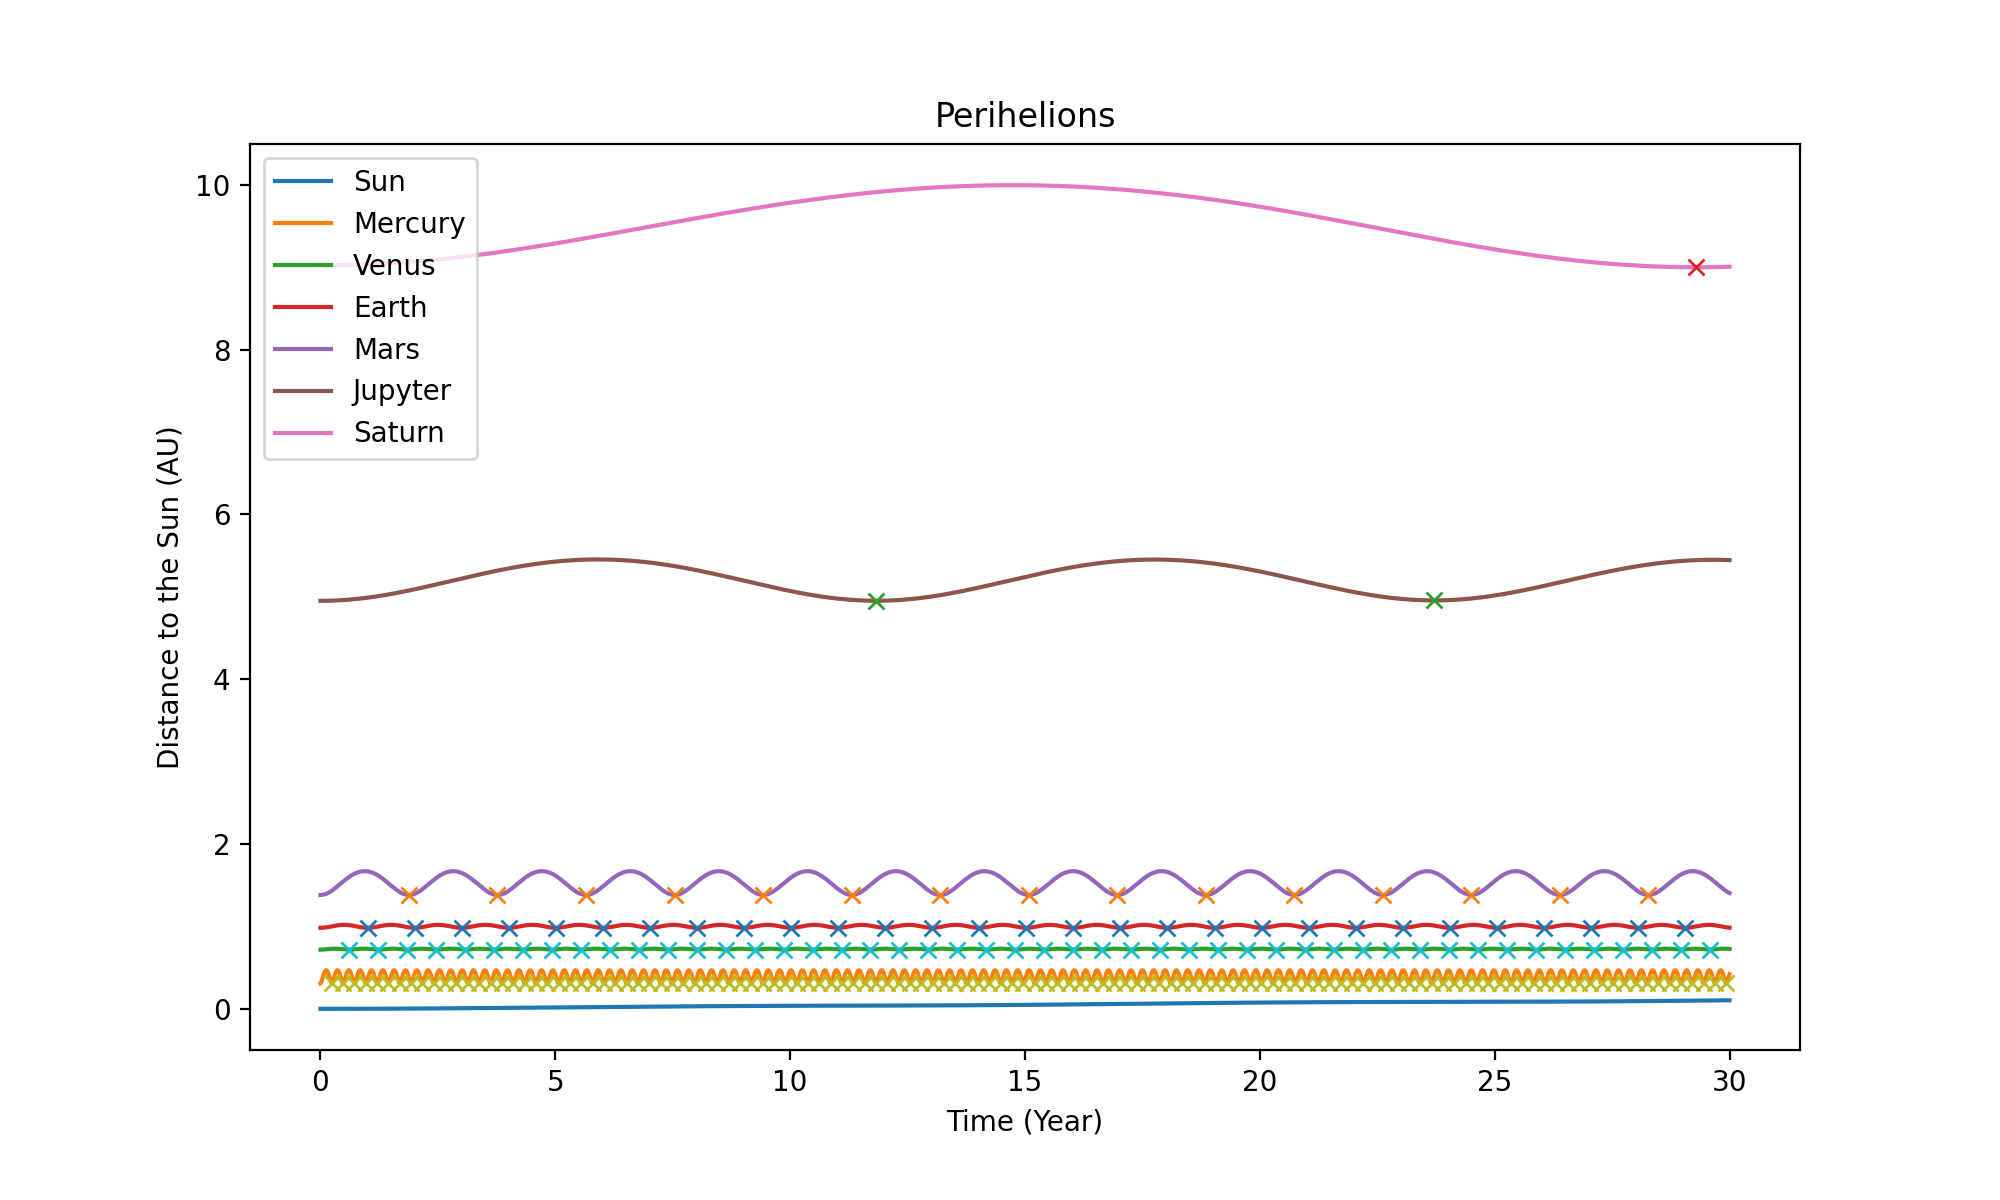 Perihelions
10
8
6
4
2
0
Distance to the Sun (AU)
Sun
Mercury
Venus
Earth
Mars
Jupyter
Saturn
0 5 10 15 20 25 30
Time (Year)